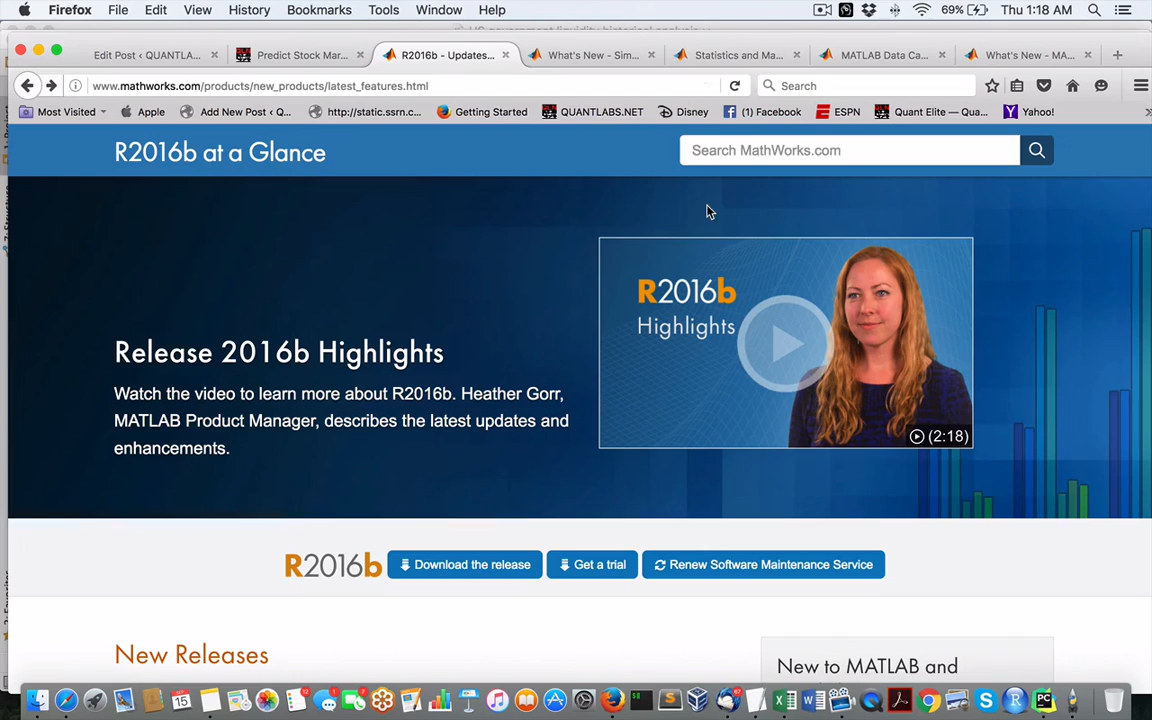 Firefox File Edit View History Bookmarks Tools Window Help 69% Thu 1:18 AM
Edit Post ‹ QUANTLA... Predict Stock Mar... R2016b - Updates... What's New - Sim... Statistics and Ma... MATLAB Data Ca... What's New - MA...
www.mathworks.com/products/new_products/latest_features.html Search
Most Visited Apple Add New Post ‹ Q... http://static.ssrn.c... Getting Started QUANTLABS.NET Disney (1) Facebook ESPN Quant Elite — Qua... Yahoo!
R2016b at a Glance Search MathWorks.com
R2016b
Highlights
Release 2016b Highlights
Watch the video to learn more about R2016b. Heather Gorr,
MATLAB Product Manager, describes the latest updates and
enhancements.
(2:18)
R2016b Download the release Get a trial Renew Software Maintenance Service
New Releases
New to MATLAB and